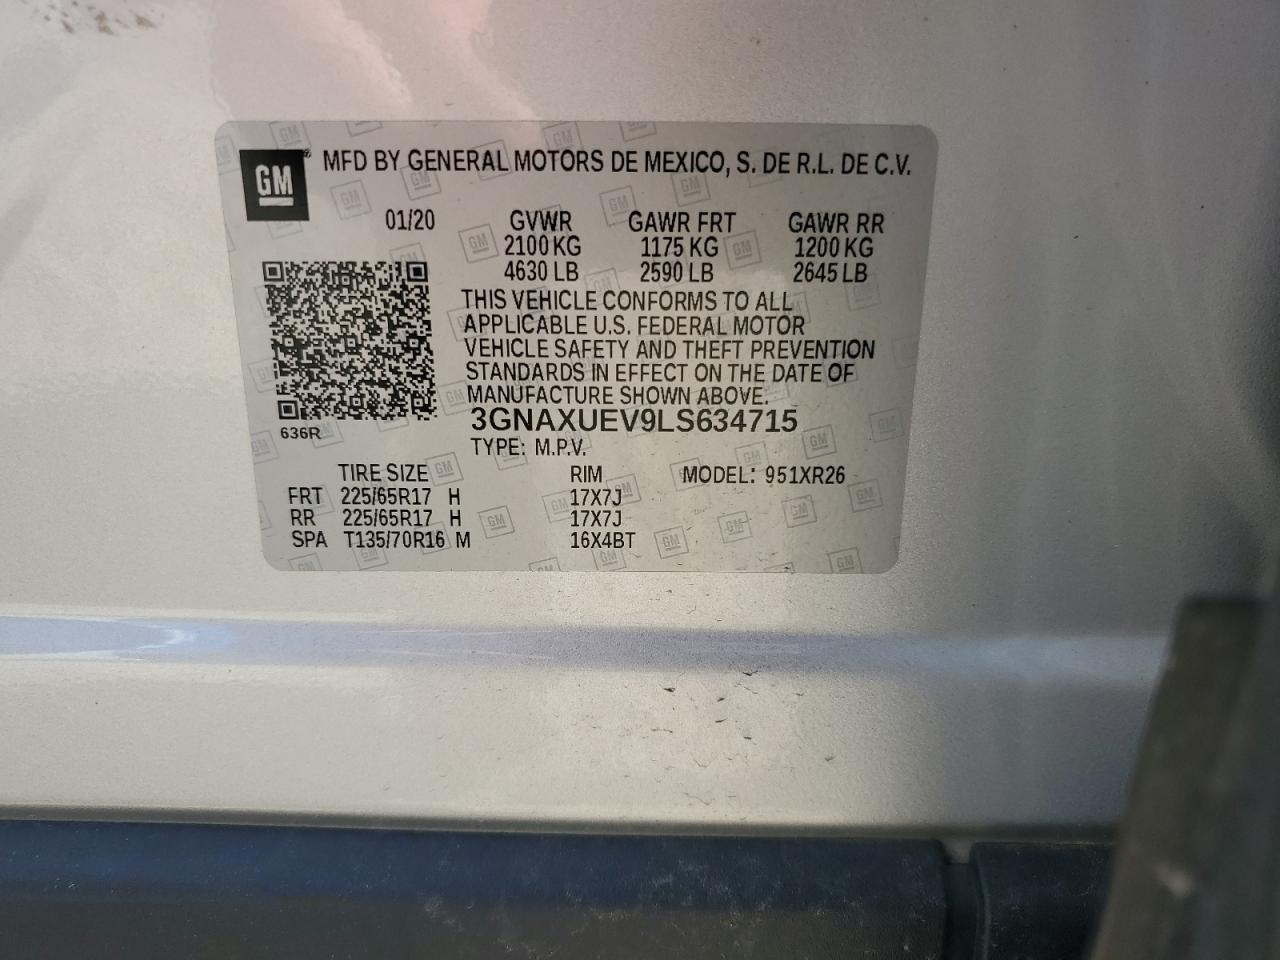 GM® MFD BY GENERAL MOTORS DE MEXICO, S. DE R.L. DE C.V.
01/20 GVWR GAWR FRT GAWR RR
2100 KG 1175 KG 1200 KG
4630 LB 2590 LB 2645 LB
THIS VEHICLE CONFORMS TO ALL
APPLICABLE U.S. FEDERAL MOTOR
VEHICLE SAFETY AND THEFT PREVENTION
STANDARDS IN EFFECT ON THE DATE OF
MANUFACTURE SHOWN ABOVE.
3GNAXUEV9LS634715
636R
TYPE: M.P.V.
TIRE SIZE RIM MODEL: 951XR26
FRT 225/65R17 H 17X7J
RR 225/65R17 H 17X7J
SPA T135/70R16 M 16X4BT